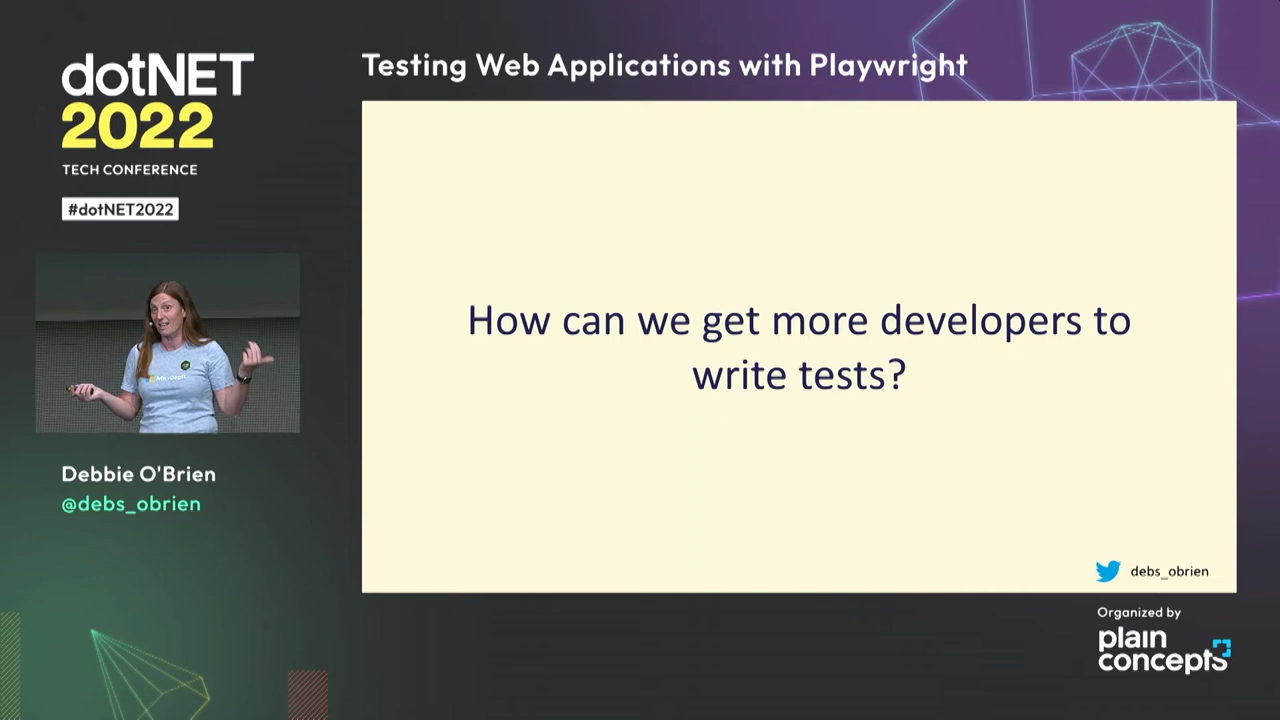 dotNET
2022
TECH CONFERENCE
#dotNET2022
Testing Web Applications with Playwright
How can we get more developers to
write tests?
debs_obrien
Microsoft
Debbie O'Brien
@debs_obrien
Organized by
plain
concepts